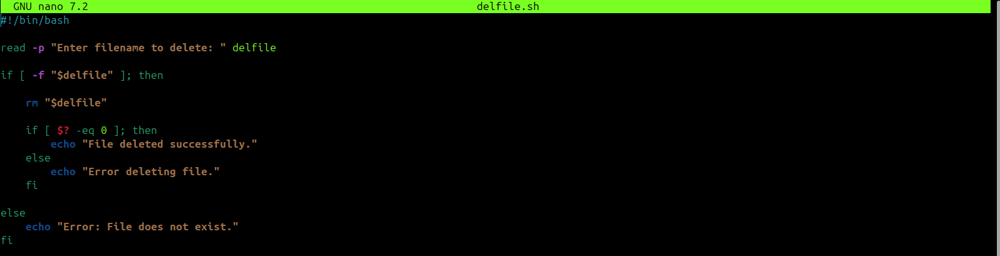 GNU nano 7.2 delfile.sh
#!/bin/bash
read -p "Enter filename to delete: " delfile
if [ -f "$delfile" ]; then
    rm "$delfile"
    if [ $? -eq 0 ]; then
        echo "File deleted successfully."
    else
        echo "Error deleting file."
    fi
else
    echo "Error: File does not exist."
fi